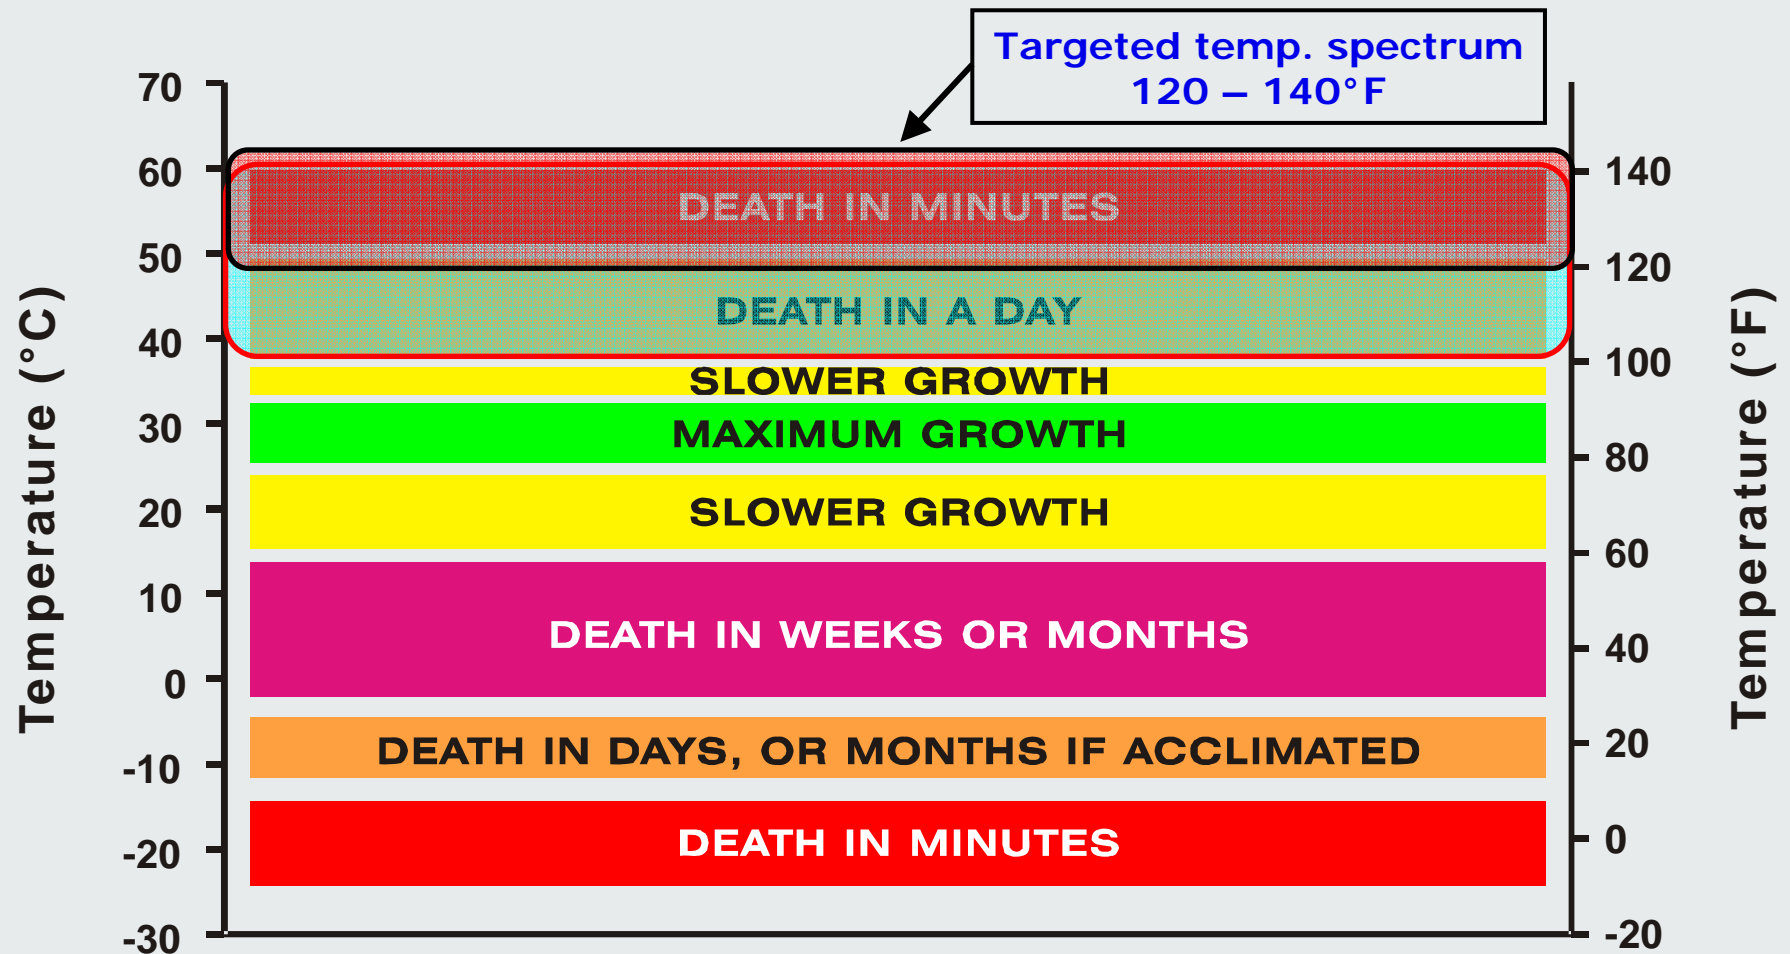 Targeted temp. spectrum
120 – 140°F
Temperature (°C)
70
60
50
40
30
20
10
0
-10
-20
-30
DEATH IN MINUTES
DEATH IN A DAY
SLOWER GROWTH
MAXIMUM GROWTH
SLOWER GROWTH
DEATH IN WEEKS OR MONTHS
DEATH IN DAYS, OR MONTHS IF ACCLIMATED
DEATH IN MINUTES
140
120
100
80
60
40
20
0
-20
Temperature (°F)